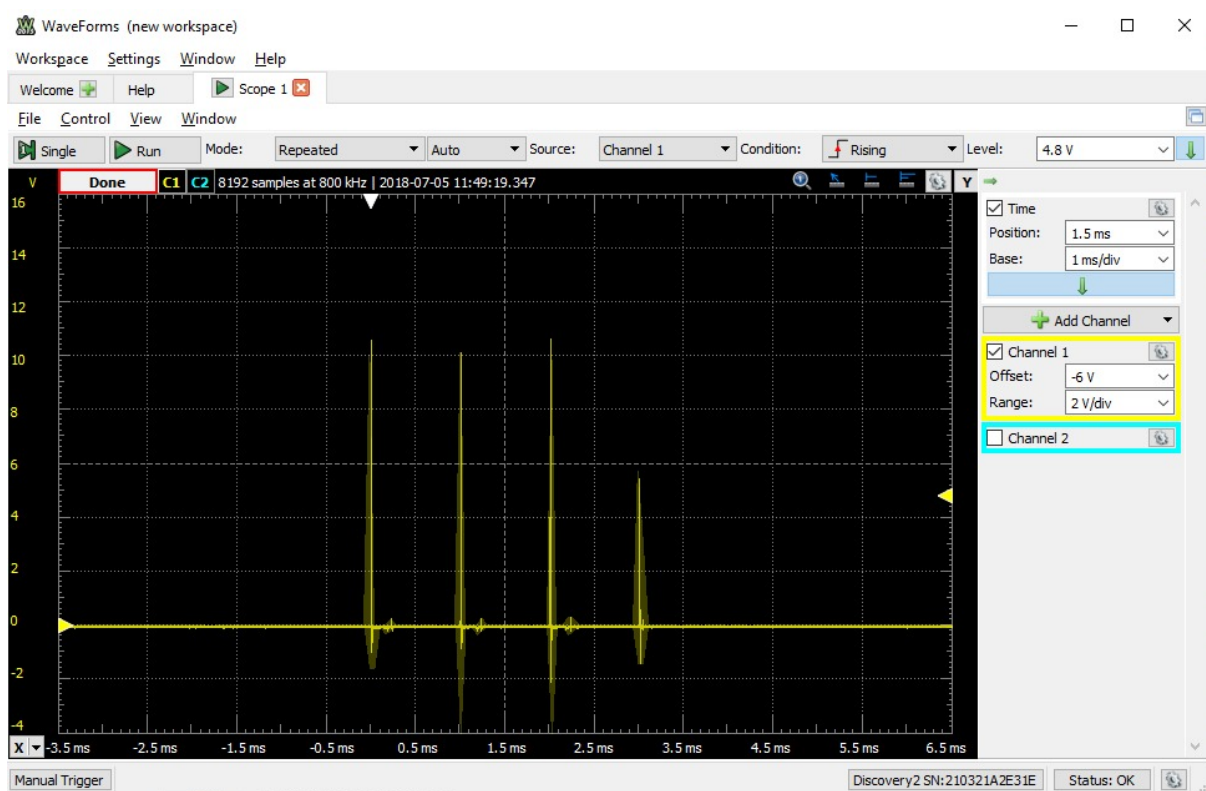 WaveForms (new workspace)
Workspace Settings Window Help
Welcome Help Scope 1
File Control View Window
Single Run Mode: Repeated Auto Source: Channel 1 Condition: Rising Level: 4.8 V
V Done C1 C2 8192 samples at 800 kHz | 2018-07-05 11:49:19.347 Y
Time
Position: 1.5 ms
Base: 1 ms/div
Add Channel
Channel 1
Offset: -6 V
Range: 2 V/div
Channel 2
16
14
12
10
8
6
4
2
0
-2
-4
X -3.5 ms -2.5 ms -1.5 ms -0.5 ms 0.5 ms 1.5 ms 2.5 ms 3.5 ms 4.5 ms 5.5 ms 6.5 ms
Manual Trigger Discovery2 SN:210321A2E31E Status: OK